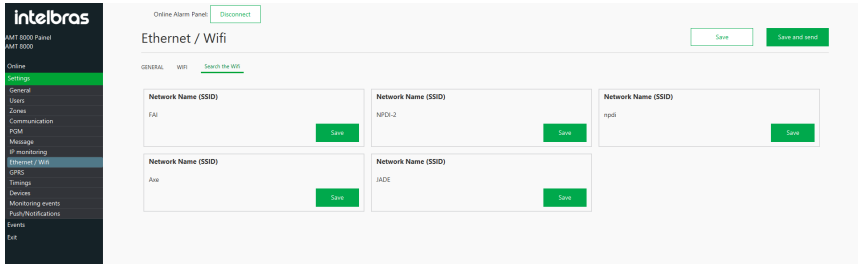 intelbras
AMT 8000 Painel
AMT 8000
Online
Settings
General
Users
Zones
Communication
PGM
Message
IP monitoring
Ethernet / Wifi
GPRS
Timings
Devices
Monitoring events
Push/Notifications
Events
Exit
Online Alarm Panel: Disconnect
Ethernet / Wifi
Save Save and send
GENERAL WIFI Search the Wifi
Network Name (SSID)
FAI
Save
Network Name (SSID)
NPDI-2
Save
Network Name (SSID)
npdi
Save
Network Name (SSID)
Axe
Save
Network Name (SSID)
JADE
Save